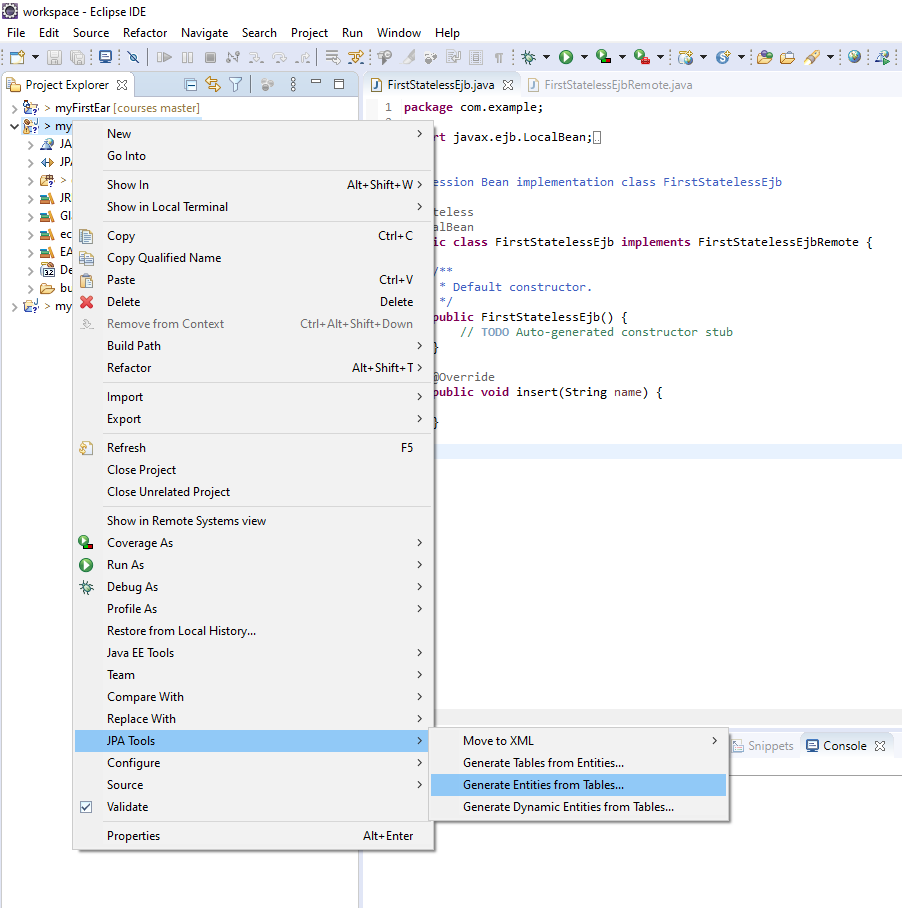 workspace - Eclipse IDE
File Edit Source Refactor Navigate Search Project Run Window Help
Project Explorer
myFirstEar [courses master]
my
JA
JPA
JR
Gl
ec
EA
De
bu
my
New
Go Into
Show In Alt+Shift+W
Show in Local Terminal
Copy Ctrl+C
Copy Qualified Name
Paste Ctrl+V
Delete Delete
Remove from Context Ctrl+Alt+Shift+Down
Build Path
Refactor Alt+Shift+T
Import
Export
Refresh F5
Close Project
Close Unrelated Project
Show in Remote Systems view
Coverage As
Run As
Debug As
Profile As
Restore from Local History...
Java EE Tools
Team
Compare With
Replace With
JPA Tools
Configure
Source
Validate
Properties Alt+Enter
Move to XML
Generate Tables from Entities...
Generate Entities from Tables...
Generate Dynamic Entities from Tables...
FirstStatelessEjb.java FirstStatelessEjbRemote.java
1 package com.example;
rt javax.ejb.LocalBean;
ession Bean implementation class FirstStatelessEjb
teless
alBean
ic class FirstStatelessEjb implements FirstStatelessEjbRemote {
/**
* Default constructor.
*/
public FirstStatelessEjb() {
// TODO Auto-generated constructor stub
}
@Override
public void insert(String name) {
}
Snippets Console